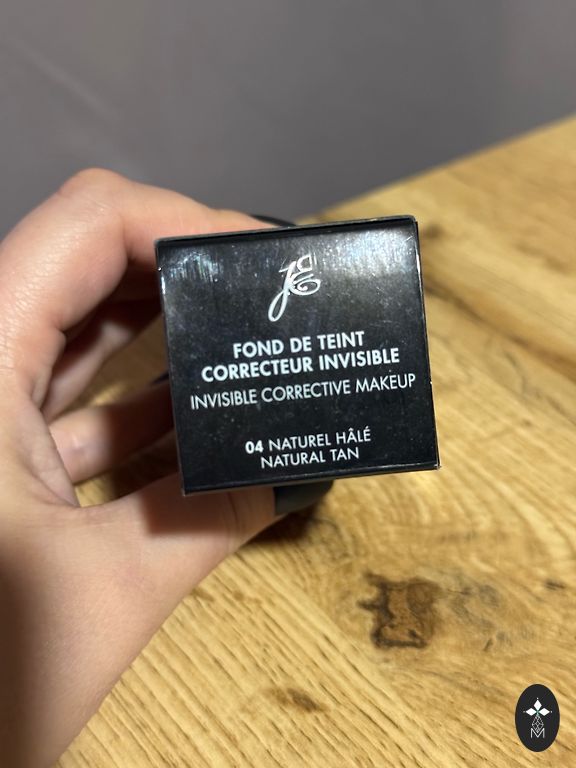 FOND DE TEINT
CORRECTEUR INVISIBLE
INVISIBLE CORRECTIVE MAKEUP
04 NATUREL HÂLÉ
NATURAL TAN
M